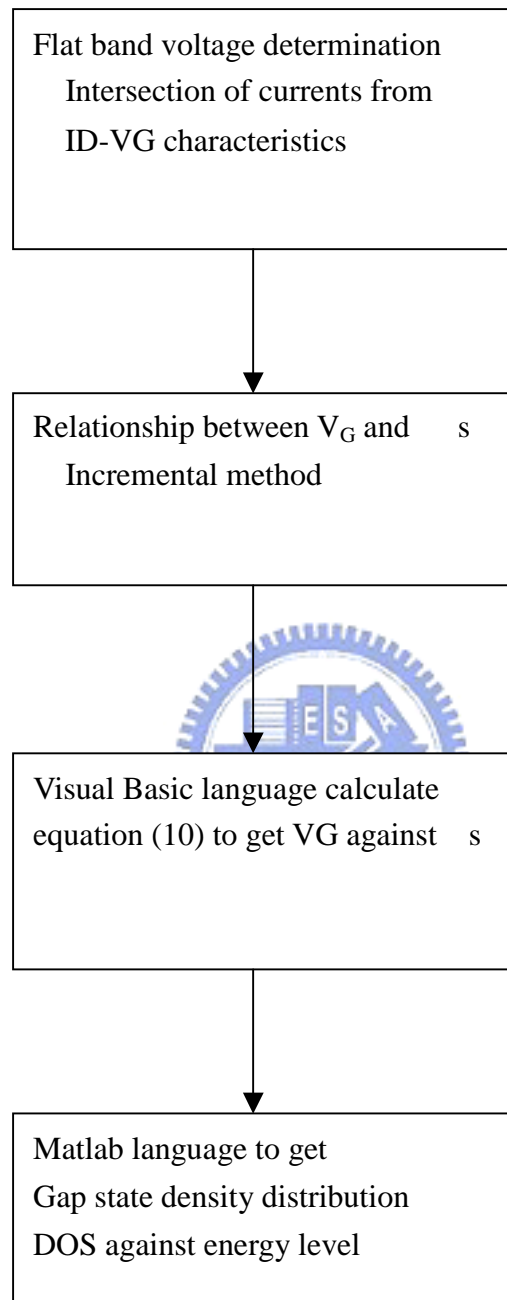 Flat band voltage determination
Intersection of currents from
ID-VG characteristics
Relationship between VG and s
Incremental method
ESA
Visual Basic language calculate
equation (10) to get VG against s
Matlab language to get
Gap state density distribution
DOS against energy level